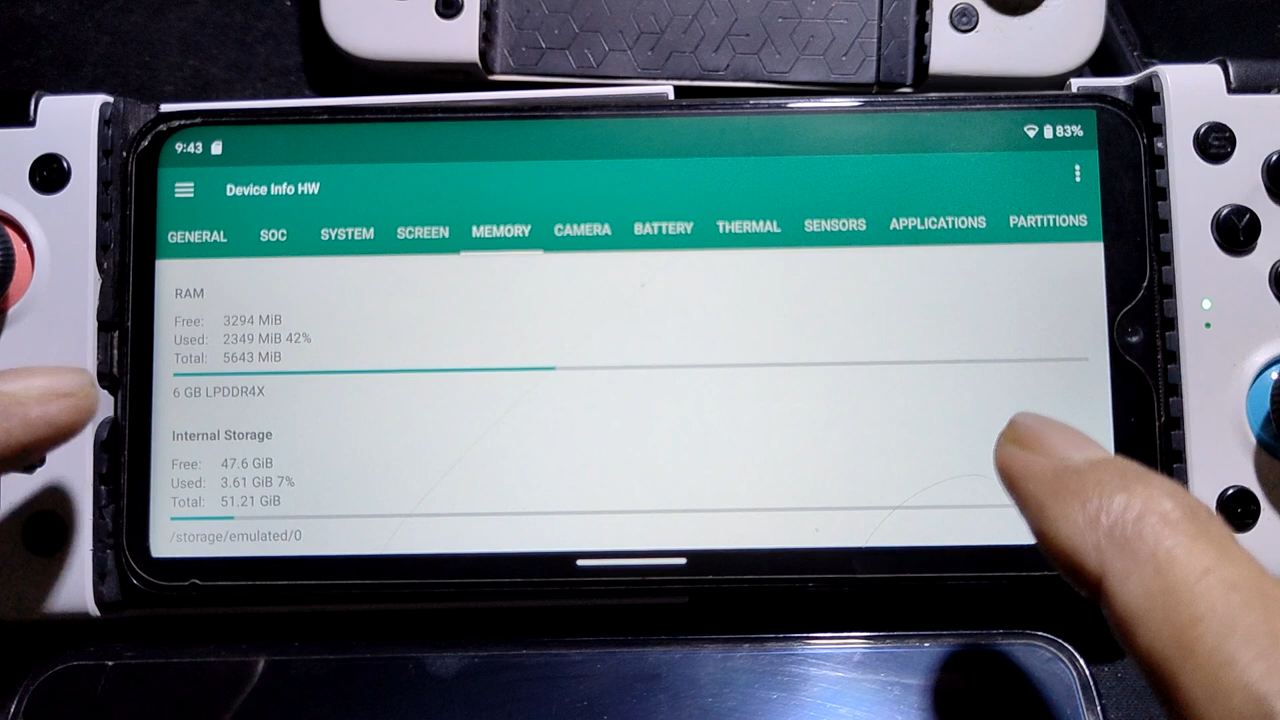 9:43
83%
Device Info HW
GENERAL SOC SYSTEM SCREEN MEMORY CAMERA BATTERY THERMAL SENSORS APPLICATIONS PARTITIONS
RAM
Free: 3294 MiB
Used: 2349 MiB 42%
Total: 5643 MiB
6 GB LPDDR4X
Internal Storage
Free: 47.6 GiB
Used: 3.61 GiB 7%
Total: 51.21 GiB
/storage/emulated/0
S
Y